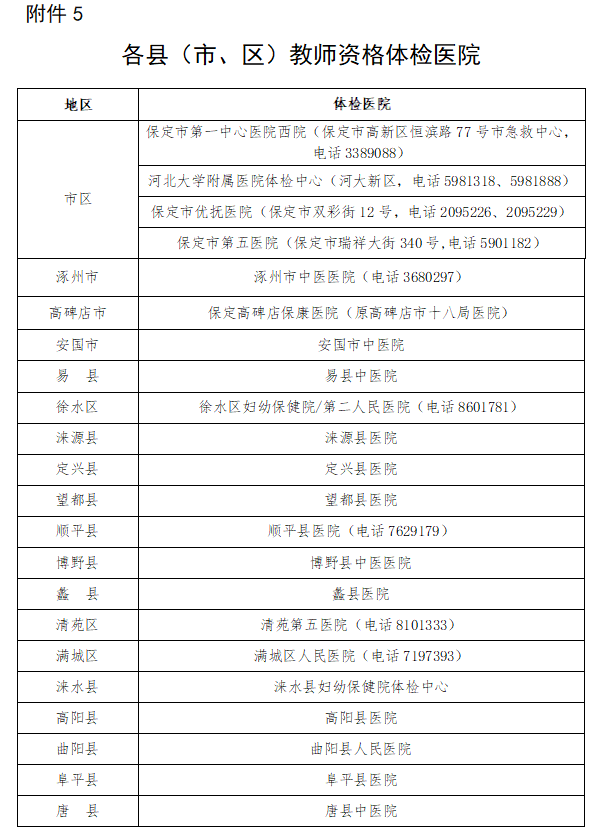 附件 5
各县（市、区）教师资格体检医院
地区 体检医院
市区
保定市第一中心医院西院（保定市高新区恒滨路 77 号市急救中心，
电话 3389088）
河北大学附属医院体检中心（河大新区，电话 5981318、5981888）
保定市优抚医院（保定市双彩街 12 号，电话 2095226、2095229）
保定市第五医院（保定市瑞祥大街 340 号,电话 5901182）
涿州市 涿州市中医医院（电话 3680297）
高碑店市 保定高碑店保康医院（原高碑店市十八局医院）
安国市 安国市中医院
易 县 易县中医院
徐水区 徐水区妇幼保健院/第二人民医院（电话 8601781）
涞源县 涞源县医院
定兴县 定兴县医院
望都县 望都县医院
顺平县 顺平县医院（电话 7629179）
博野县 博野县中医医院
蠡 县 蠡县医院
清苑区 清苑第五医院（电话 8101333）
满城区 满城区人民医院（电话 7197393）
涞水县 涞水县妇幼保健院体检中心
高阳县 高阳县医院
曲阳县 曲阳县人民医院
阜平县 阜平县医院
唐 县 唐县中医院